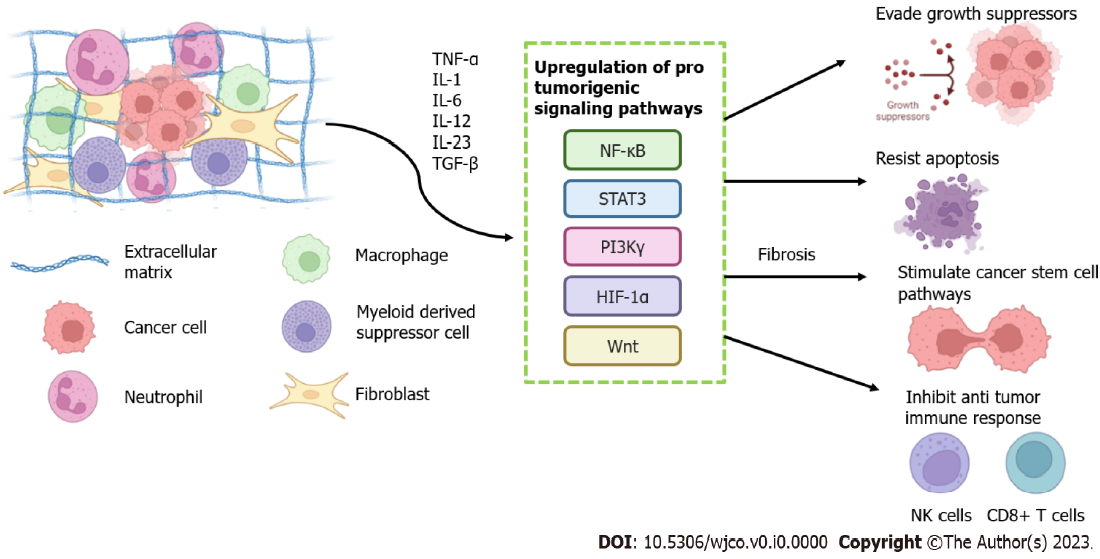 TNF-α
IL-1
IL-6
IL-12
IL-23
TGF-β
Extracellular
matrix
Cancer cell
Neutrophil
Macrophage
Myeloid derived
suppressor cell
Fibroblast
Upregulation of pro
tumorigenic
signaling pathways
NF-κB
STAT3
PI3Kγ
HIF-1α
Wnt
Evade growth suppressors
Growth
suppressors
Resist apoptosis
Fibrosis
Stimulate cancer stem cell
pathways
Inhibit anti tumor
immune response
NK cells
CD8+ T cells
DOI: 10.5306/wjco.v0.i0.0000 Copyright ©The Author(s) 2023.